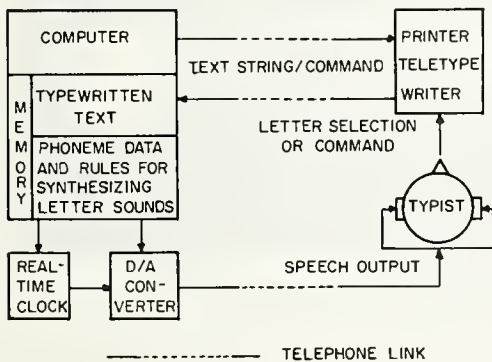 COMPUTER
MEMORY
TYPEWRITTEN
TEXT
PHONEME DATA
AND RULES FOR
SYNTHESIZING
LETTER SOUNDS
REAL-
TIME
CLOCK
D/A
CON-
VERTER
TEXT STRING/COMMAND
PRINTER
TELETYPE
WRITER
LETTER SELECTION
OR COMMAND
TYPIST
SPEECH OUTPUT
TELEPHONE LINK